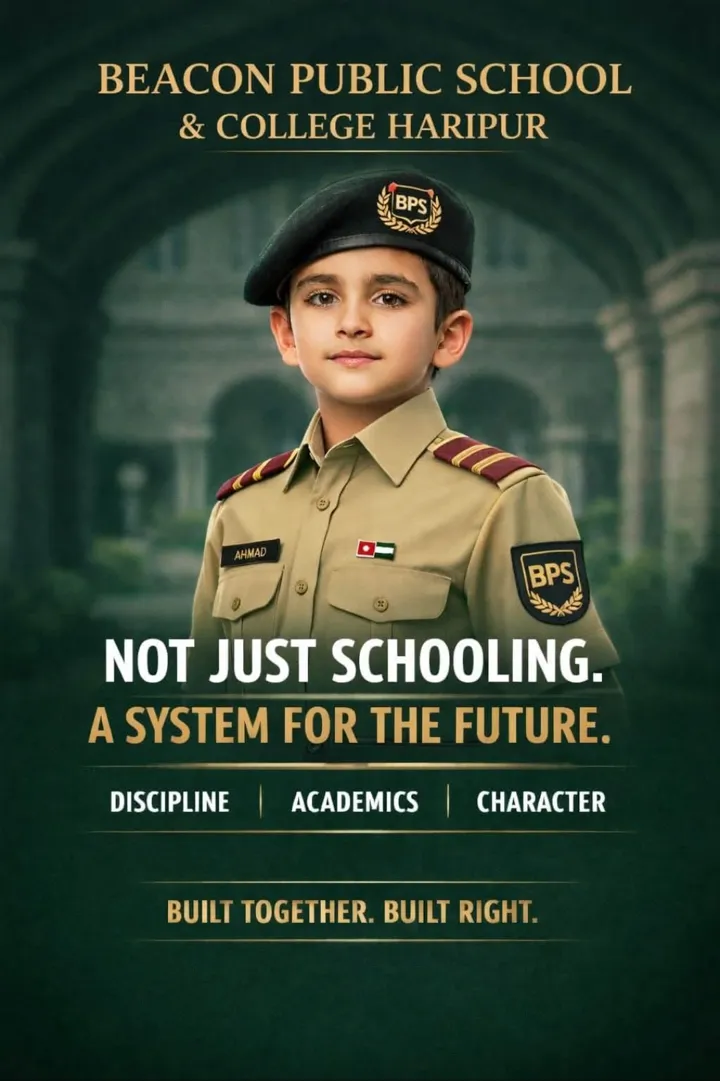 BEACON PUBLIC SCHOOL
& COLLEGE HARIPUR
BPS
AHMAD
BPS
NOT JUST SCHOOLING.
A SYSTEM FOR THE FUTURE.
DISCIPLINE | ACADEMICS | CHARACTER
BUILT TOGETHER. BUILT RIGHT.